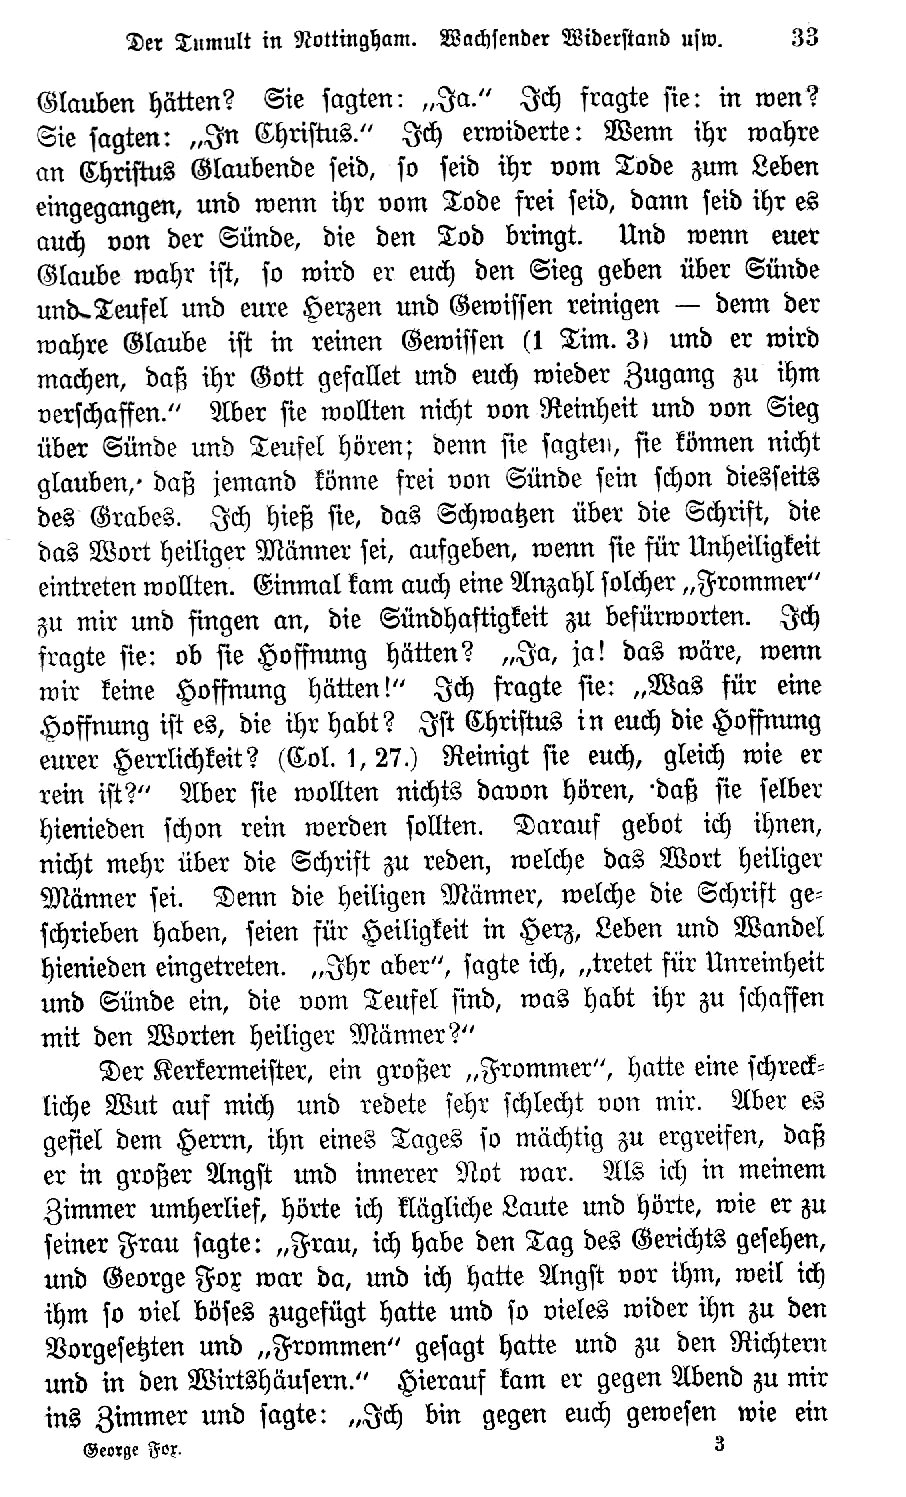 Der Tumult in Nottingham. Wachsender Widerstand usw. 33
Glauben hätten? Sie sagten: „Ja.“ Ich fragte sie: in wen?
Sie sagten: „In Christus.“ Ich erwiderte: Wenn ihr wahre
an Christus Glaubende seid, so seid ihr vom Tode zum Leben
eingegangen, und wenn ihr vom Tode frei seid, dann seid ihr es
auch von der Sünde, die den Tod bringt. Und wenn euer
Glaube wahr ist, so wird er euch den Sieg geben über Sünde
und Teufel und eure Herzen und Gewissen reinigen — denn der
wahre Glaube ist in reinen Gewissen (1 Tim. 3) und er wird
machen, daß ihr Gott gefallet und euch wieder Zugang zu ihm
verschaffen.“ Aber sie wollten nicht von Reinheit und von Sieg
über Sünde und Teufel hören; denn sie sagten, sie können nicht
glauben, daß jemand könne frei von Sünde sein schon diesseits
des Grabes. Ich hieß sie, das Schwatzen über die Schrift, die
das Wort heiliger Männer sei, aufgeben, wenn sie für Unheiligkeit
eintreten wollten. Einmal kam auch eine Anzahl solcher „Frommer“
zu mir und fingen an, die Sündhaftigkeit zu befürworten. Ich
fragte sie: ob sie Hoffnung hätten? „Ja, ja! das wäre, wenn
wir keine Hoffnung hätten!“ Ich fragte sie: „Was für eine
Hoffnung ist es, die ihr habt? Ist Christus in euch die Hoffnung
eurer Herrlichkeit? (Col. 1, 27.) Reinigt sie euch, gleich wie er
rein ist?“ Aber sie wollten nichts davon hören, daß sie selber
hienieden schon rein werden sollten. Darauf gebot ich ihnen,
nicht mehr über die Schrift zu reden, welche das Wort heiliger
Männer sei. Denn die heiligen Männer, welche die Schrift ge-
schrieben haben, seien für Heiligkeit in Herz, Leben und Wandel
hienieden eingetreten. „Ihr aber“, sagte ich, „tretet für Unreinheit
und Sünde ein, die vom Teufel sind, was habt ihr zu schaffen
mit den Worten heiliger Männer?“
Der Kerkermeister, ein großer „Frommer“, hatte eine schreck-
liche Wut auf mich und redete sehr schlecht von mir. Aber es
gefiel dem Herrn, ihn eines Tages so mächtig zu ergreifen, daß
er in großer Angst und innerer Not war. Als ich in meinem
Zimmer umherlief, hörte ich klägliche Laute und hörte, wie er zu
seiner Frau sagte: „Frau, ich habe den Tag des Gerichts gesehen,
und George Fox war da, und ich hatte Angst vor ihm, weil ich
ihm so viel böses zugefügt hatte und so vieles wider ihn zu den
Vorgesetzten und „Frommen“ gesagt hatte und zu den Richtern
und in den Wirtshäusern.“ Hierauf kam er gegen Abend zu mir
ins Zimmer und sagte: „Ich bin gegen euch gewesen wie ein
George Fox. 3